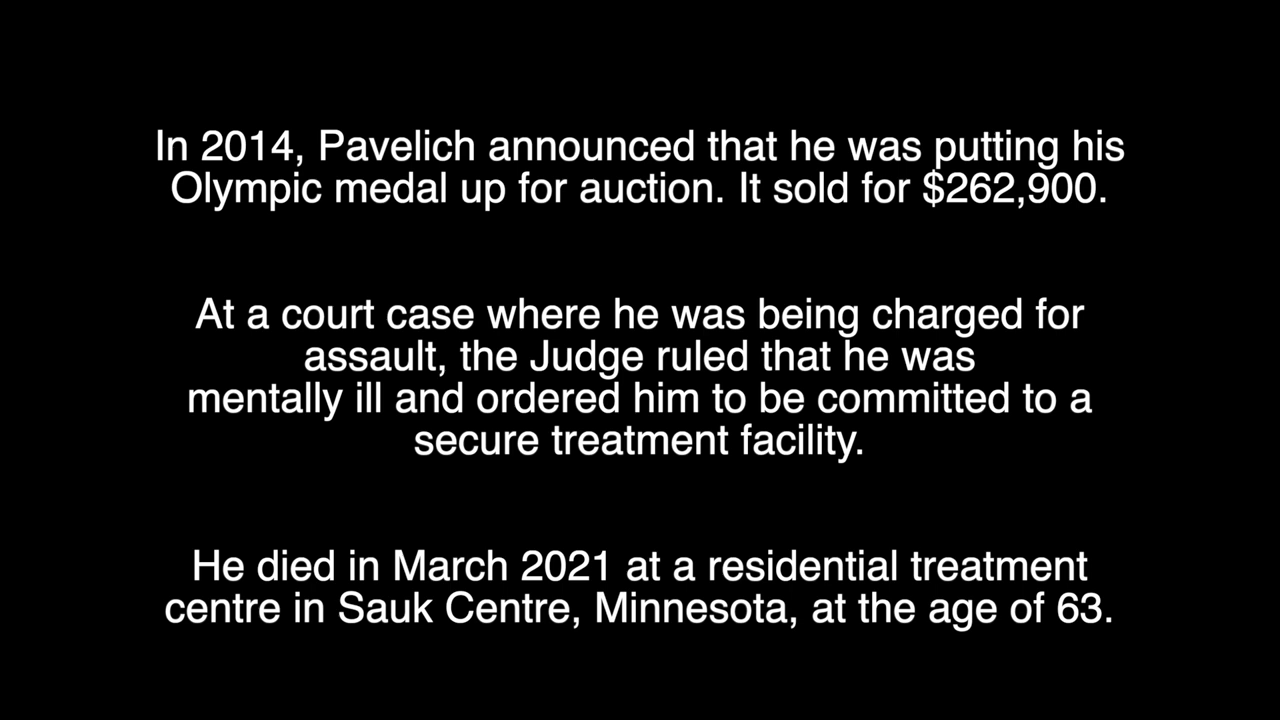 In 2014, Pavelich announced that he was putting his
Olympic medal up for auction. It sold for $262,900.
At a court case where he was being charged for
assault, the Judge ruled that he was
mentally ill and ordered him to be committed to a
secure treatment facility.
He died in March 2021 at a residential treatment
centre in Sauk Centre, Minnesota, at the age of 63.